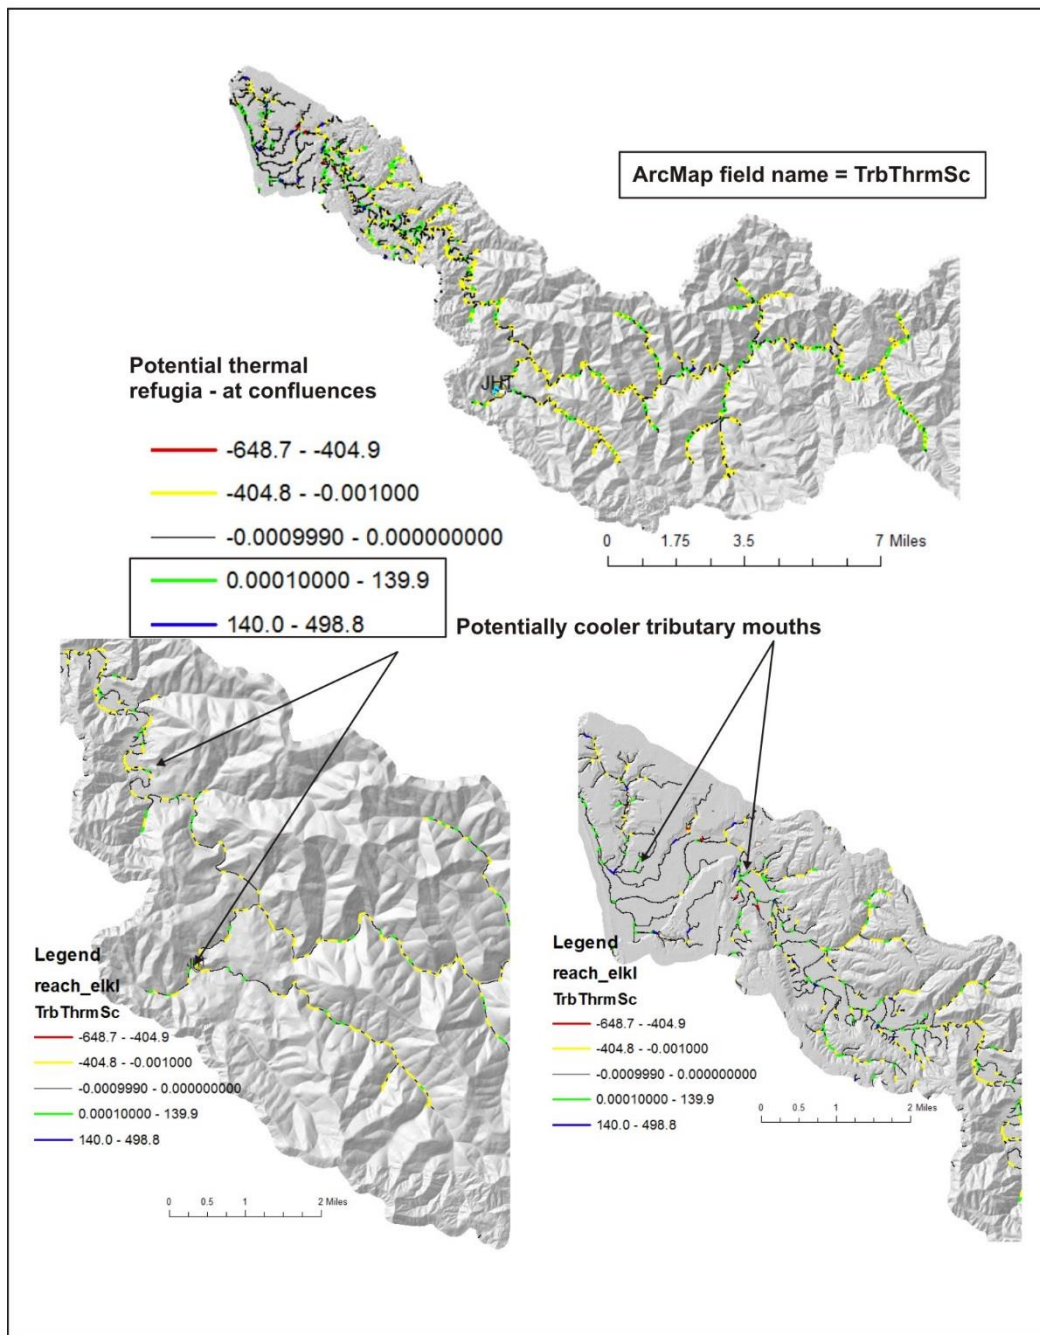 ArcMap field name = TrbThrmSc
JHT
Potential thermal
refugia - at confluences
-648.7 - -404.9
-404.8 - -0.001000
-0.0009990 - 0.000000000
0.00010000 - 139.9
140.0 - 498.8
0 1.75 3.5 7 Miles
Potentially cooler tributary mouths
Legend
reach_elkl
TrbThrmSc
-648.7 - -404.9
-404.8 - -0.001000
-0.0009990 - 0.000000000
0.00010000 - 139.9
140.0 - 498.8
0 0.5 1 2 Miles
Legend
reach_elkl
TrbThrmSc
-648.7 - -404.9
-404.8 - -0.001000
-0.0009990 - 0.000000000
0.00010000 - 139.9
140.0 - 498.8
0 0.5 1 2 Miles